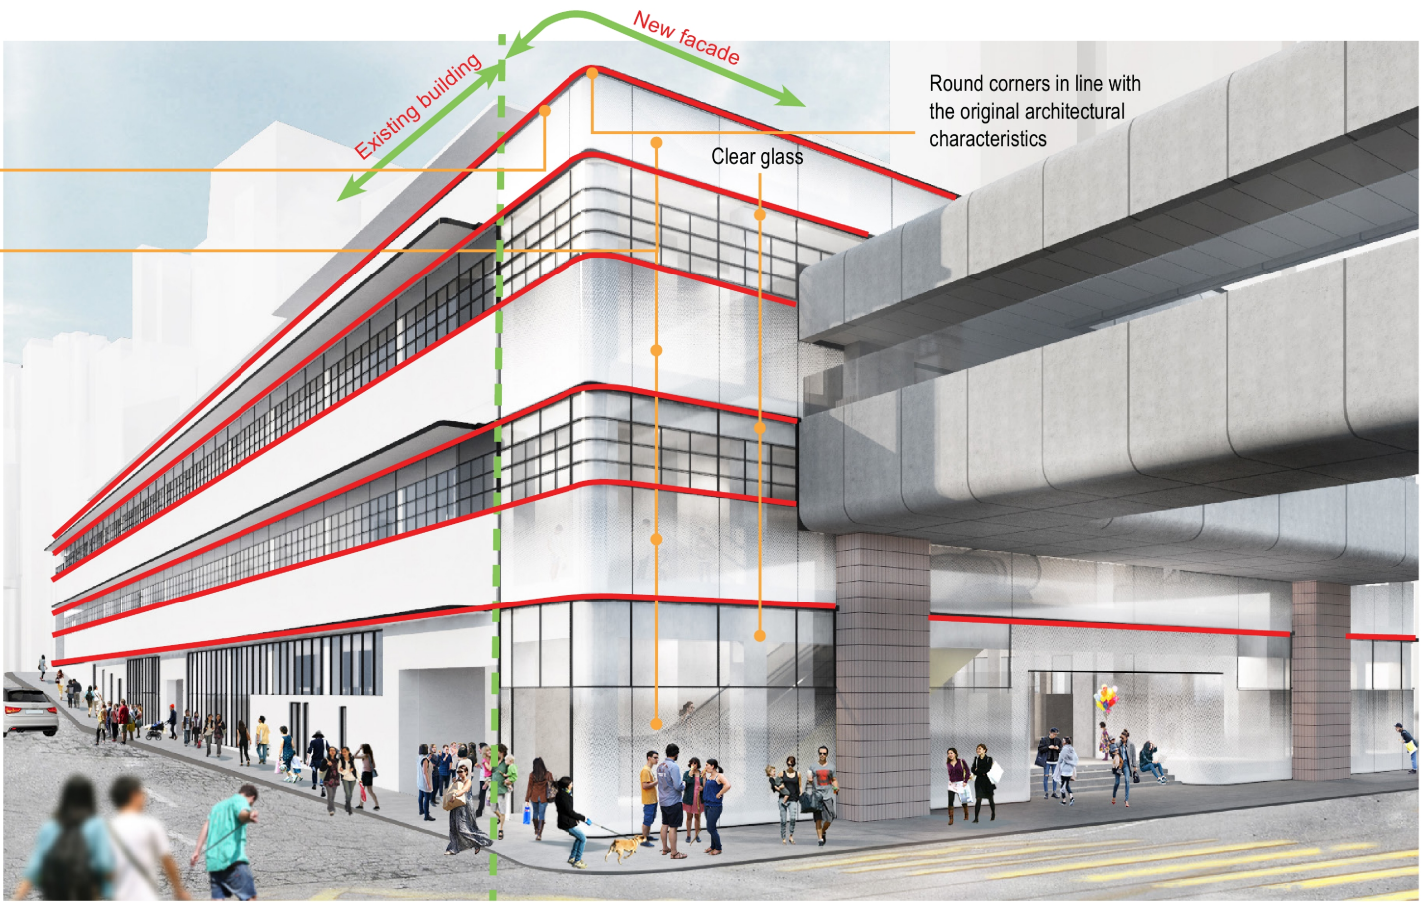 New facade
Existing building
Round corners in line with
the original architectural
characteristics
Clear glass